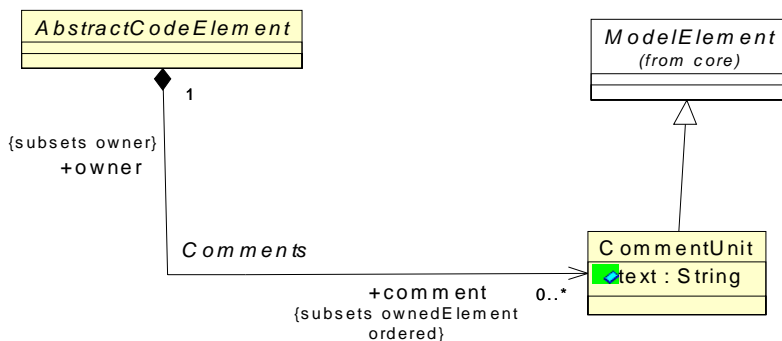 AbstractCodeElement
ModelElement
(from core)
1
{subsets owner}
+owner
Comments
CommentUnit
text : String
+comment
0..*
{subsets ownedElement
ordered}